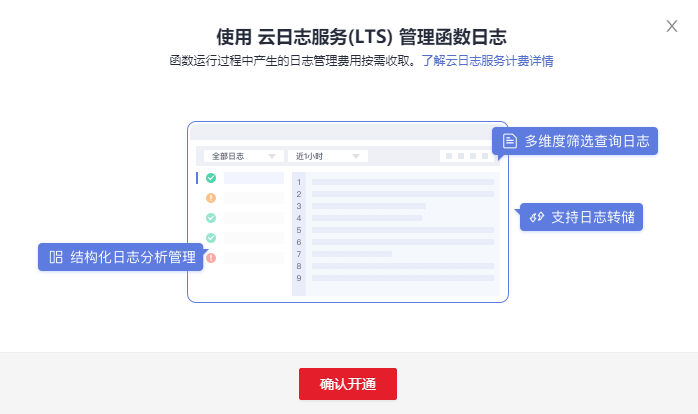 使用 云日志服务(LTS) 管理函数日志
函数运行过程中产生的日志管理费用按需收取。了解云日志服务计费详情
多维度筛选查询日志
全部日志 近1小时
1
2
3
支持日志转储
4
5
6
结构化日志分析管理
7
8
9
确认开通